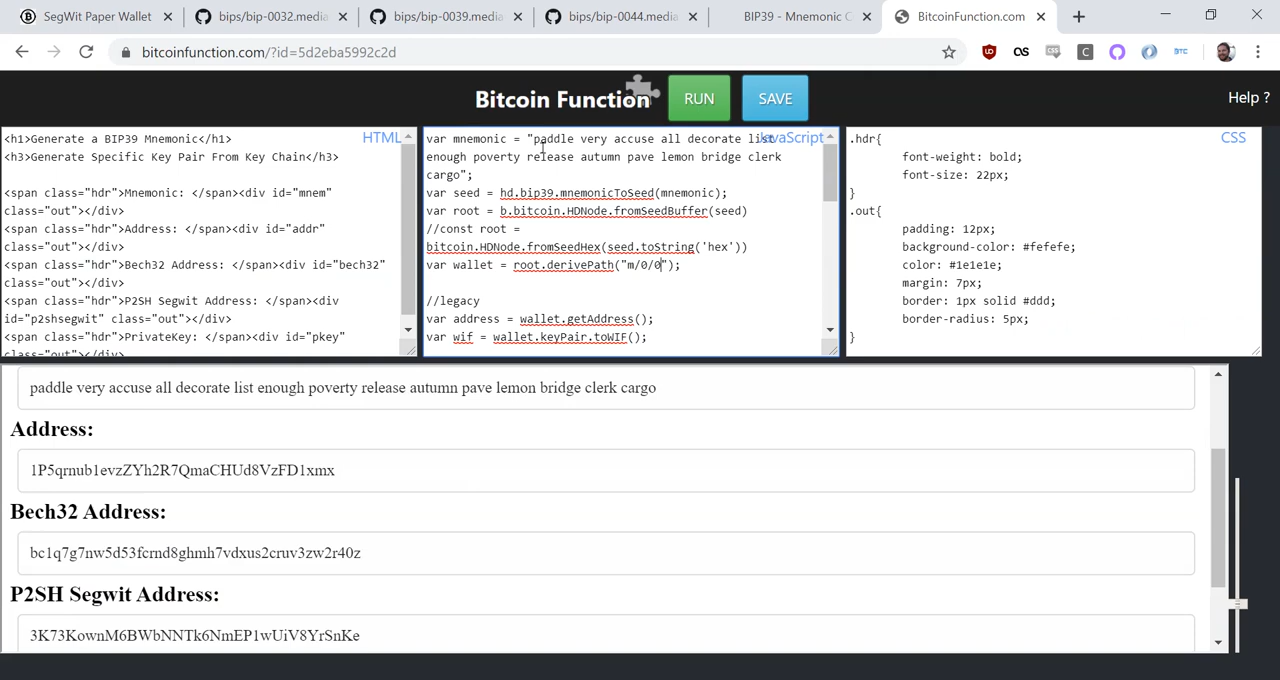 SegWit Paper Wallet
bips/bip-0032.media
bips/bip-0039.media
bips/bip-0044.media
BIP39 - Mnemonic C
BitcoinFunction.com
bitcoinfunction.com/?id=5d2eba5992c2d
Bitcoin Function
RUN
SAVE
Help ?
HTML
<h1>Generate a BIP39 Mnemonic</h1>
<h3>Generate Specific Key Pair From Key Chain</h3>
<span class="hdr">Mnemonic: </span><div id="mnem"
class="out"></div>
<span class="hdr">Address: </span><div id="addr"
class="out"></div>
<span class="hdr">Bech32 Address: </span><div id="bech32"
class="out"></div>
<span class="hdr">P2SH Segwit Address: </span><div
id="p2shsegwit" class="out"></div>
<span class="hdr">PrivateKey: </span><div id="pkey"
class="out"></div>
JavaScript
var mnemonic = "paddle very accuse all decorate list
enough poverty release autumn pave lemon bridge clerk
cargo";
var seed = hd.bip39.mnemonicToSeed(mnemonic);
var root = b.bitcoin.HDNode.fromSeedBuffer(seed)
//const root =
bitcoin.HDNode.fromSeedHex(seed.toString('hex'))
var wallet = root.derivePath("m/0/0");
//legacy
var address = wallet.getAddress();
var wif = wallet.keyPair.toWIF();
CSS
.hdr{
font-weight: bold;
font-size: 22px;
}
.out{
padding: 12px;
background-color: #fefefe;
color: #1e1e1e;
margin: 7px;
border: 1px solid #ddd;
border-radius: 5px;
}
paddle very accuse all decorate list enough poverty release autumn pave lemon bridge clerk cargo
Address:
1P5qrnub1evzZYh2R7QmaCHUd8VzFD1xmx
Bech32 Address:
bc1q7g7nw5d53fcrnd8ghmh7vdxus2cruv3zw2r40z
P2SH Segwit Address:
3K73KownM6BWbNNTk6NmEP1wUiV8YrSnKe